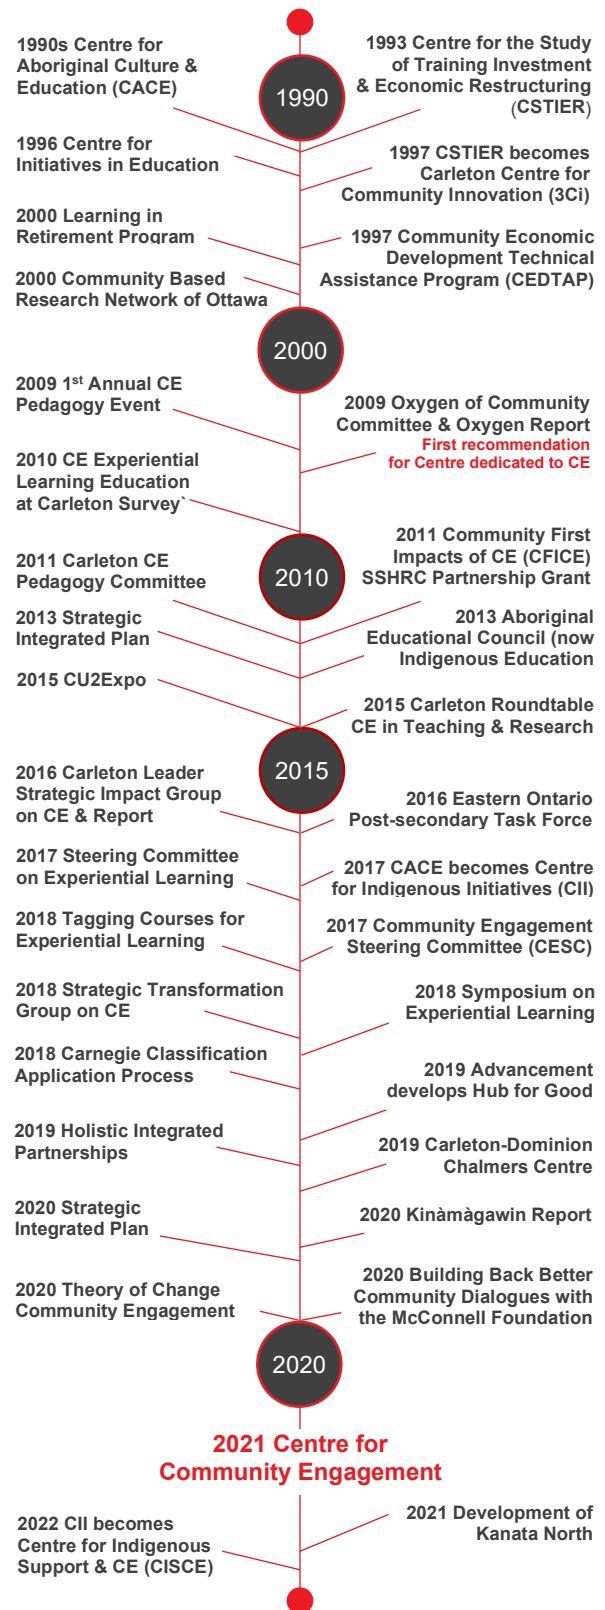 1990s Centre for
Aboriginal Culture &
Education (CACE)
1993 Centre for the Study
of Training Investment
& Economic Restructuring
(CSTIER)
1990
1996 Centre for
Initiatives in Education
1997 CSTIER becomes
Carleton Centre for
Community Innovation (3Ci)
2000 Learning in
Retirement Program
1997 Community Economic
Development Technical
Assistance Program (CEDTAP)
2000 Community Based
Research Network of Ottawa
2000
2009 1st Annual CE
Pedagogy Event
2009 Oxygen of Community
Committee & Oxygen Report
First recommendation
for Centre dedicated to CE
2010 CE Experiential
Learning Education
at Carleton Survey`
2010
2011 Community First
Impacts of CE (CFICE)
SSHRC Partnership Grant
2011 Carleton CE
Pedagogy Committee
2013 Strategic
Integrated Plan
2013 Aboriginal
Educational Council (now
Indigenous Education
2015 CU2Expo
2015 Carleton Roundtable
CE in Teaching & Research
2015
2016 Carleton Leader
Strategic Impact Group
on CE & Report
2016 Eastern Ontario
Post-secondary Task Force
2017 Steering Committee
on Experiential Learning
2017 CACE becomes Centre
for Indigenous Initiatives (CII)
2018 Tagging Courses for
Experiential Learning
2017 Community Engagement
Steering Committee (CESC)
2018 Strategic Transformation
Group on CE
2018 Symposium on
Experiential Learning
2018 Carnegie Classification
Application Process
2019 Advancement
develops Hub for Good
2019 Holistic Integrated
Partnerships
2019 Carleton-Dominion
Chalmers Centre
2020 Strategic
Integrated Plan
2020 Kinàmàgawin Report
2020 Theory of Change
Community Engagement
2020 Building Back Better
Community Dialogues with
the McConnell Foundation
2020
2021 Centre for
Community Engagement
2021 Development of
Kanata North
2022 CII becomes
Centre for Indigenous
Support & CE (CISCE)